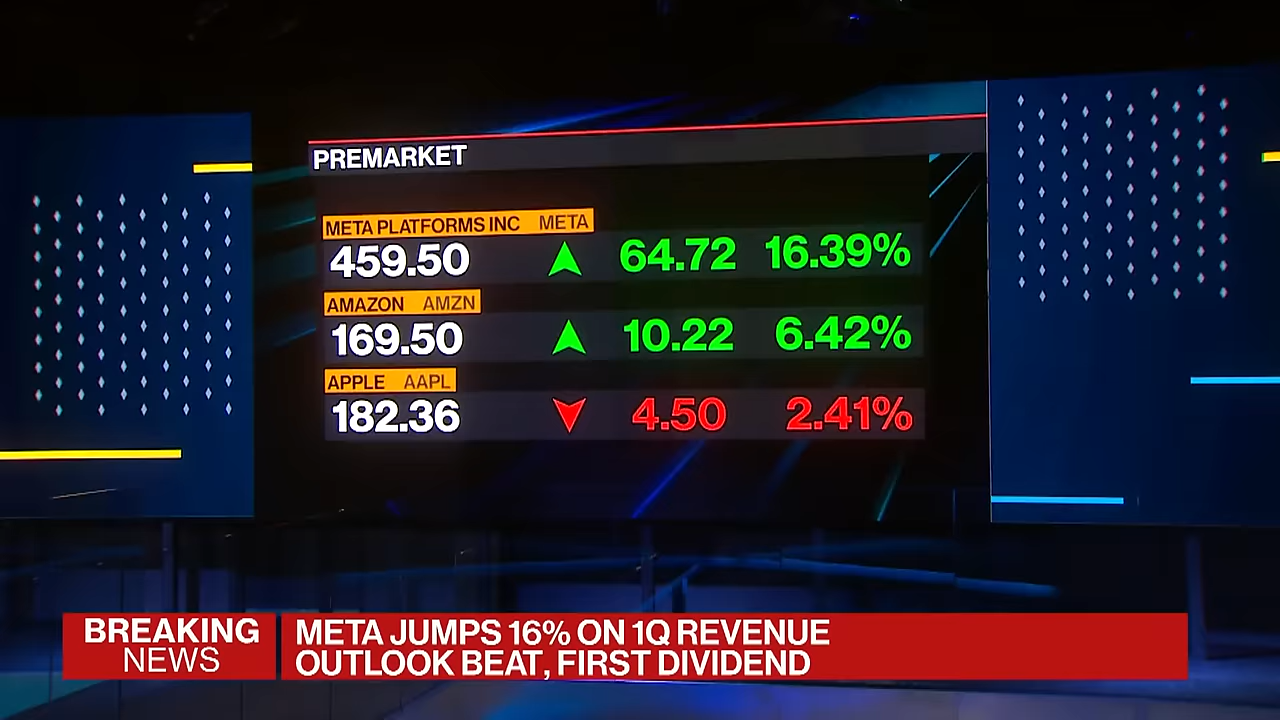 PREMARKET
META PLATFORMS INC META
459.50 64.72 16.39%
AMAZON AMZN
169.50 10.22 6.42%
APPLE AAPL
182.36 4.50 2.41%
BREAKING
NEWS
META JUMPS 16% ON 1Q REVENUE
OUTLOOK BEAT, FIRST DIVIDEND